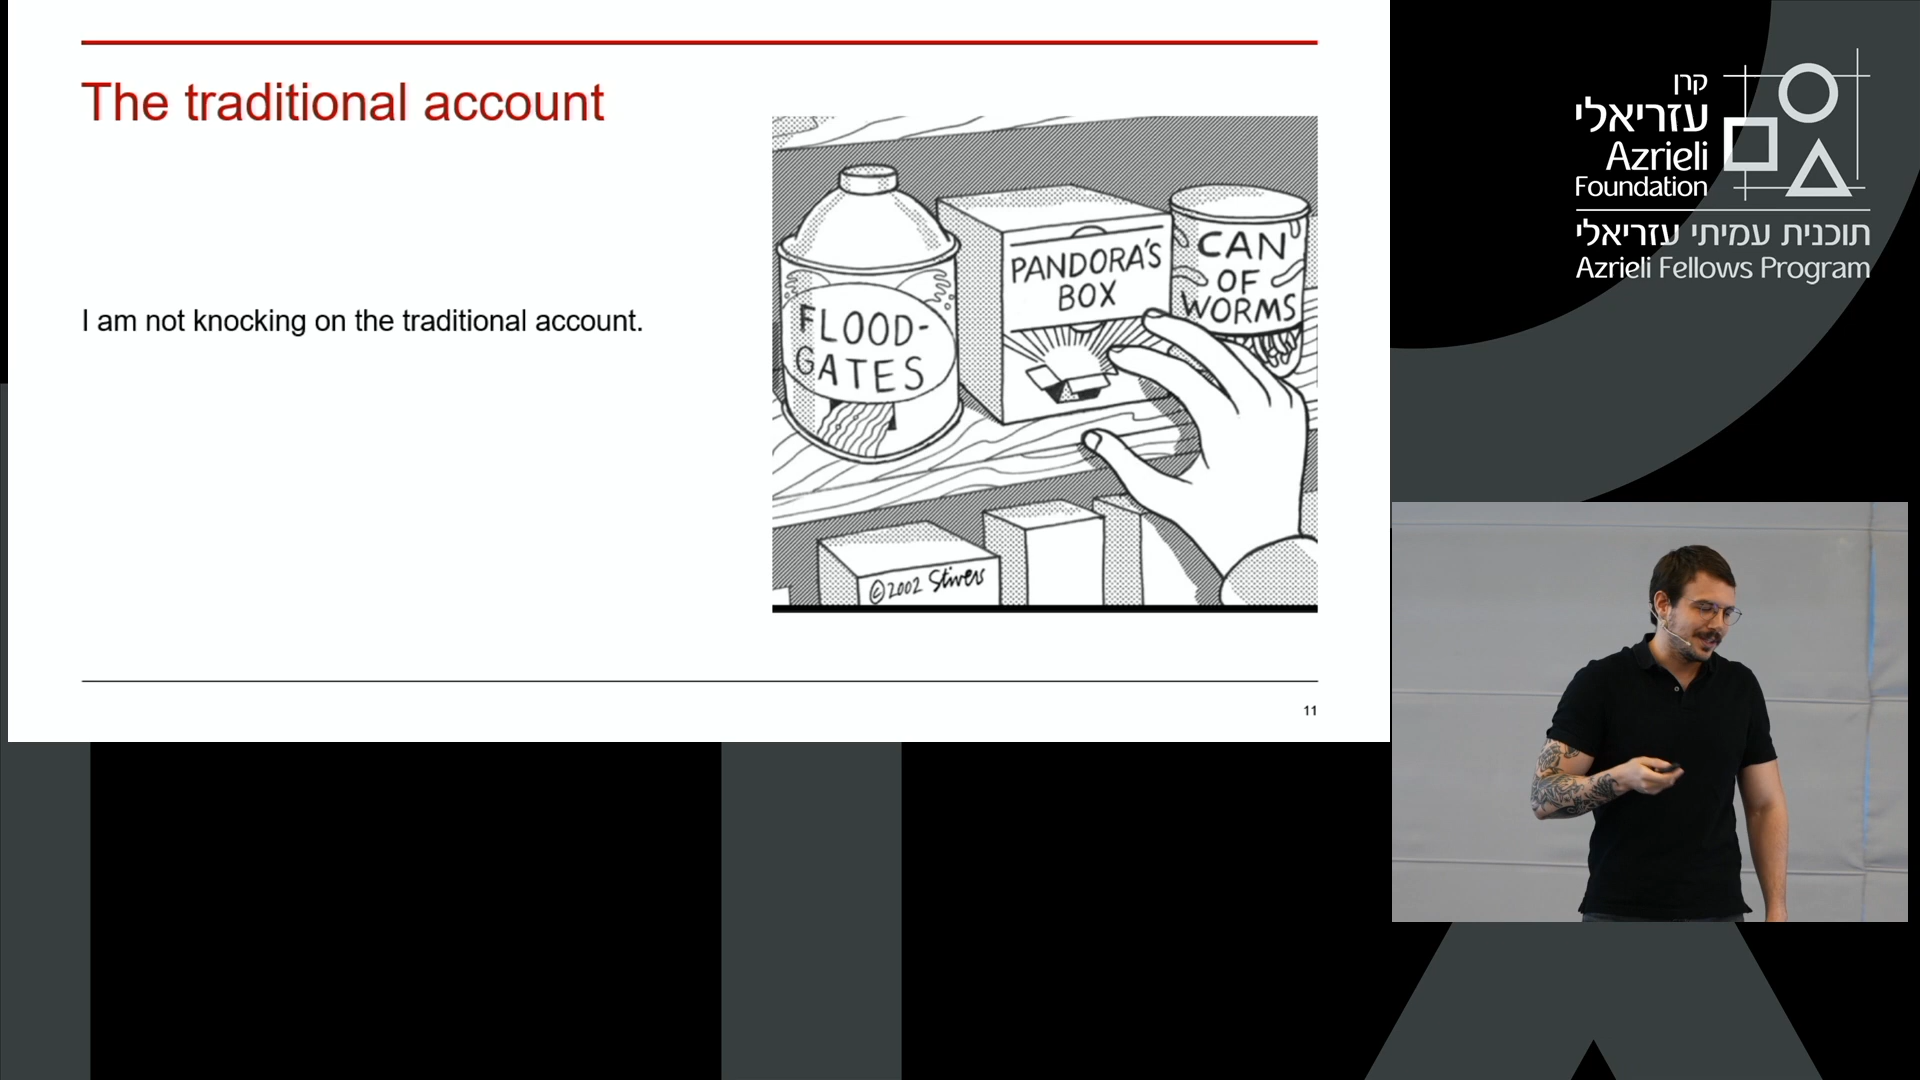 The traditional account
I am not knocking on the traditional account.
FLOOD-
GATES
PANDORA'S
BOX
CAN
OF
WORMS
©2002 Stivers
11
קרן
עזריאלי
Azrieli
Foundation
תוכנית עמיתי עזריאלי
Azrieli Fellows Program